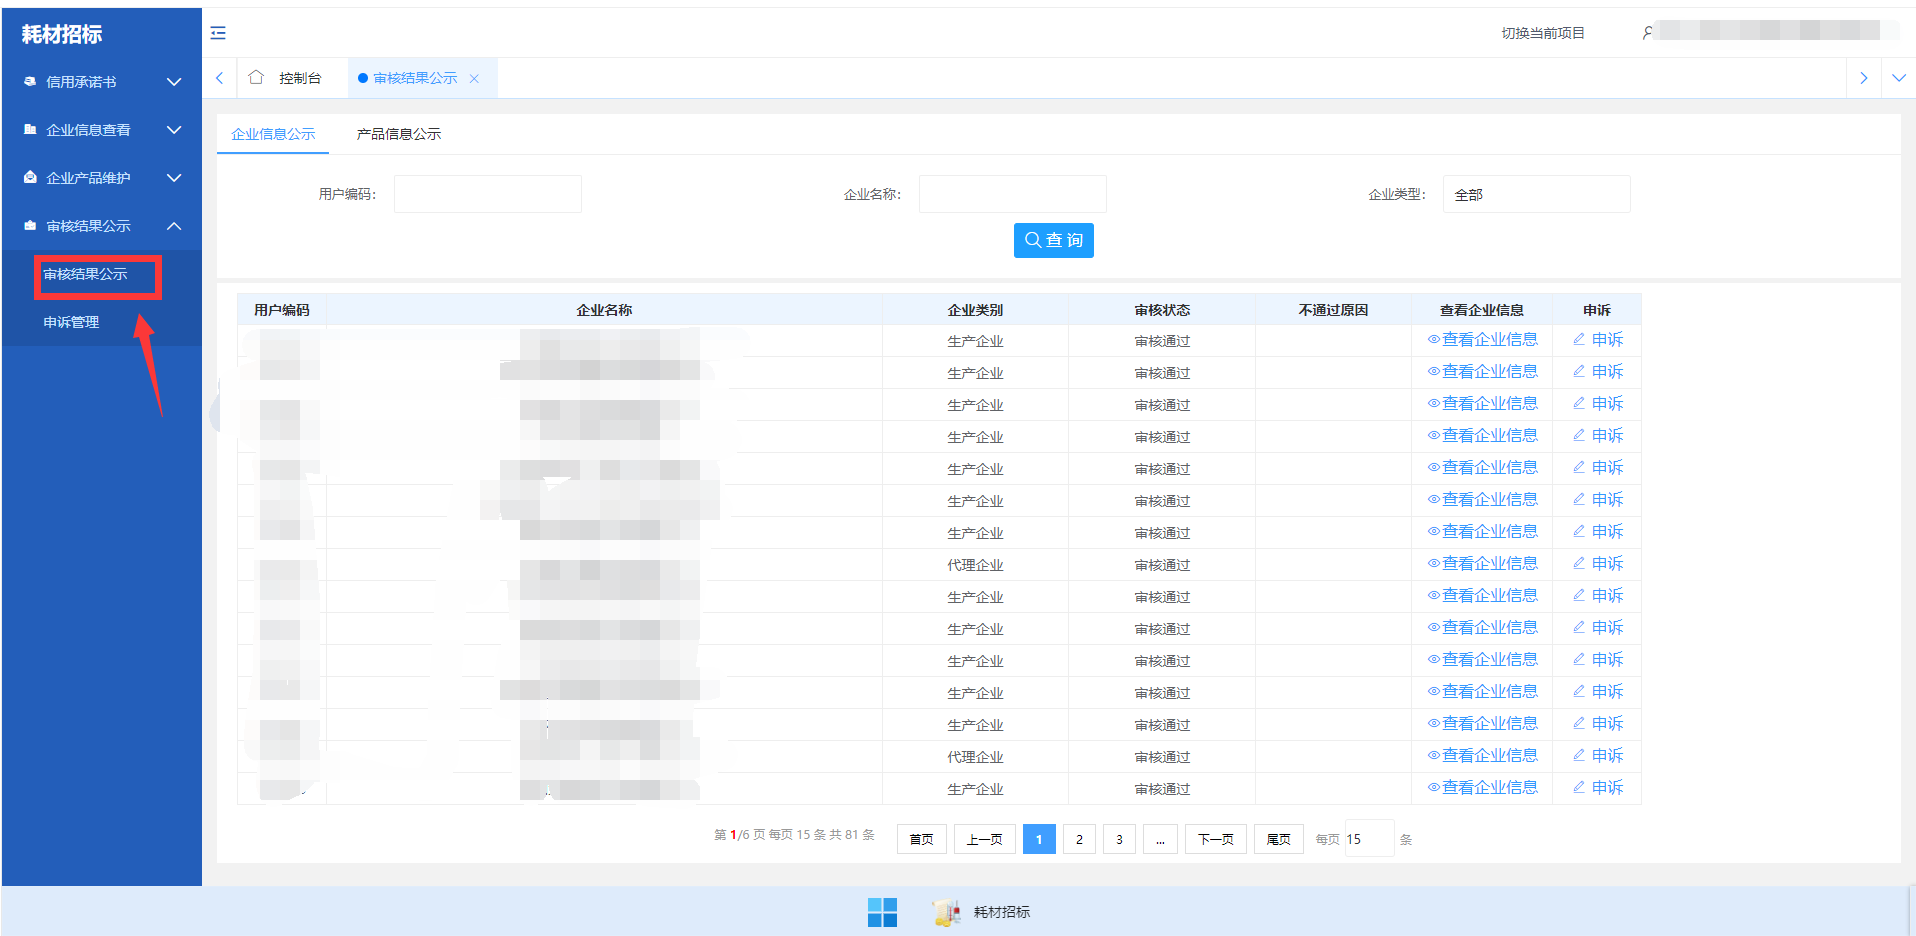 耗材招标
切换当前项目
信用承诺书
企业信息查看
企业产品维护
审核结果公示
审核结果公示
申诉管理
控制台 审核结果公示
企业信息公示 产品信息公示
用户编码： 企业名称： 企业类型： 全部
查 询
用户编码 企业名称 企业类别 审核状态 不通过原因 查看企业信息 申诉
生产企业 审核通过 查看企业信息 申诉
生产企业 审核通过 查看企业信息 申诉
生产企业 审核通过 查看企业信息 申诉
生产企业 审核通过 查看企业信息 申诉
生产企业 审核通过 查看企业信息 申诉
生产企业 审核通过 查看企业信息 申诉
生产企业 审核通过 查看企业信息 申诉
代理企业 审核通过 查看企业信息 申诉
生产企业 审核通过 查看企业信息 申诉
生产企业 审核通过 查看企业信息 申诉
生产企业 审核通过 查看企业信息 申诉
生产企业 审核通过 查看企业信息 申诉
生产企业 审核通过 查看企业信息 申诉
代理企业 审核通过 查看企业信息 申诉
生产企业 审核通过 查看企业信息 申诉
第 1/6 页 每页 15 条 共 81 条 首页 上一页 1 2 3 ... 下一页 尾页 每页 15 条
耗材招标